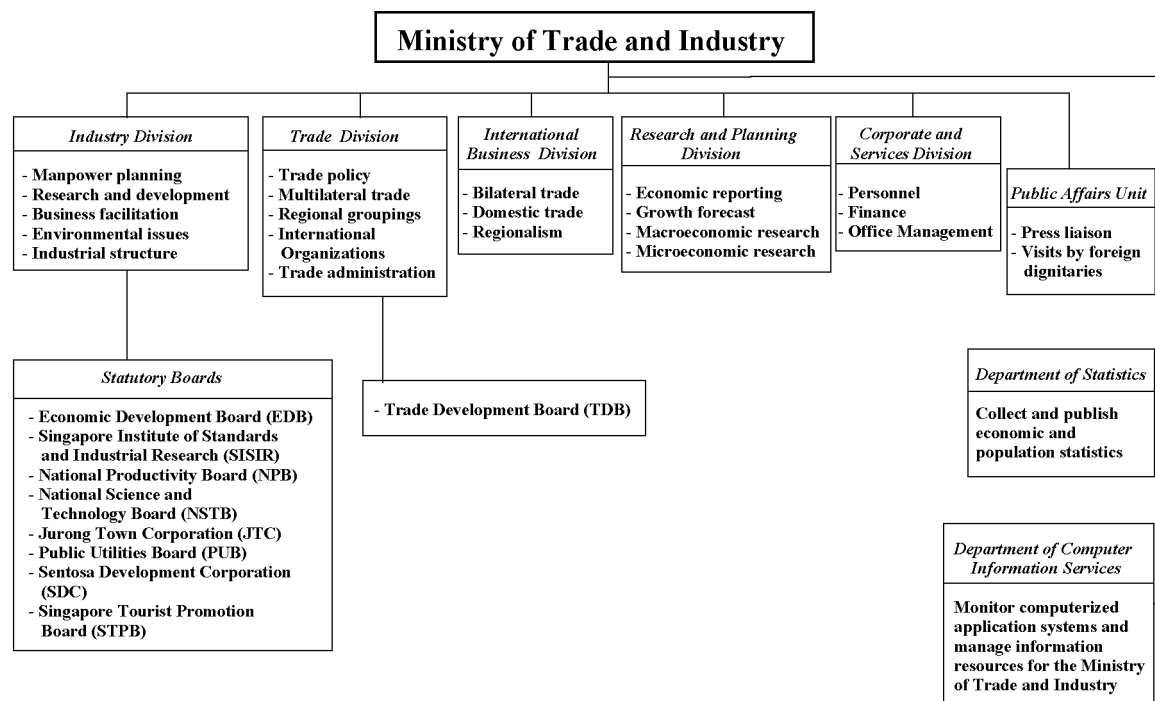 Ministry of Trade and Industry
Industry Division
- Manpower planning
- Research and development
- Business facilitation
- Environmental issues
- Industrial structure
Trade Division
- Trade policy
- Multilateral trade
- Regional groupings
- International
Organizations
- Trade administration
International
Business Division
- Bilateral trade
- Domestic trade
- Regionalism
Research and Planning
Division
- Economic reporting
- Growth forecast
- Macroeconomic research
- Microeconomic research
Corporate and
Services Division
- Personnel
- Finance
- Office Management
Public Affairs Unit
- Press liaison
- Visits by foreign
dignitaries
Statutory Boards
- Economic Development Board (EDB)
- Singapore Institute of Standards
and Industrial Research (SISIR)
- National Productivity Board (NPB)
- National Science and
Technology Board (NSTB)
- Jurong Town Corporation (JTC)
- Public Utilities Board (PUB)
- Sentosa Development Corporation
(SDC)
- Singapore Tourist Promotion
Board (STPB)
- Trade Development Board (TDB)
Department of Statistics
Collect and publish
economic and
population statistics
Department of Computer
Information Services
Monitor computerized
application systems and
manage information
resources for the Ministry
of Trade and Industry